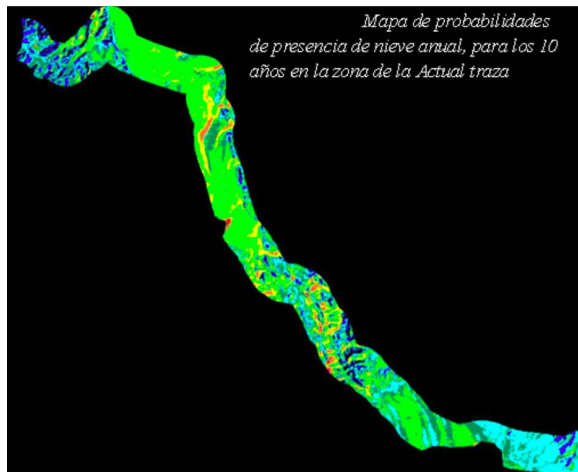 Mapa de probabilidades
de presencia de nieve anual, para los 10
años en la zona de la Actual traza